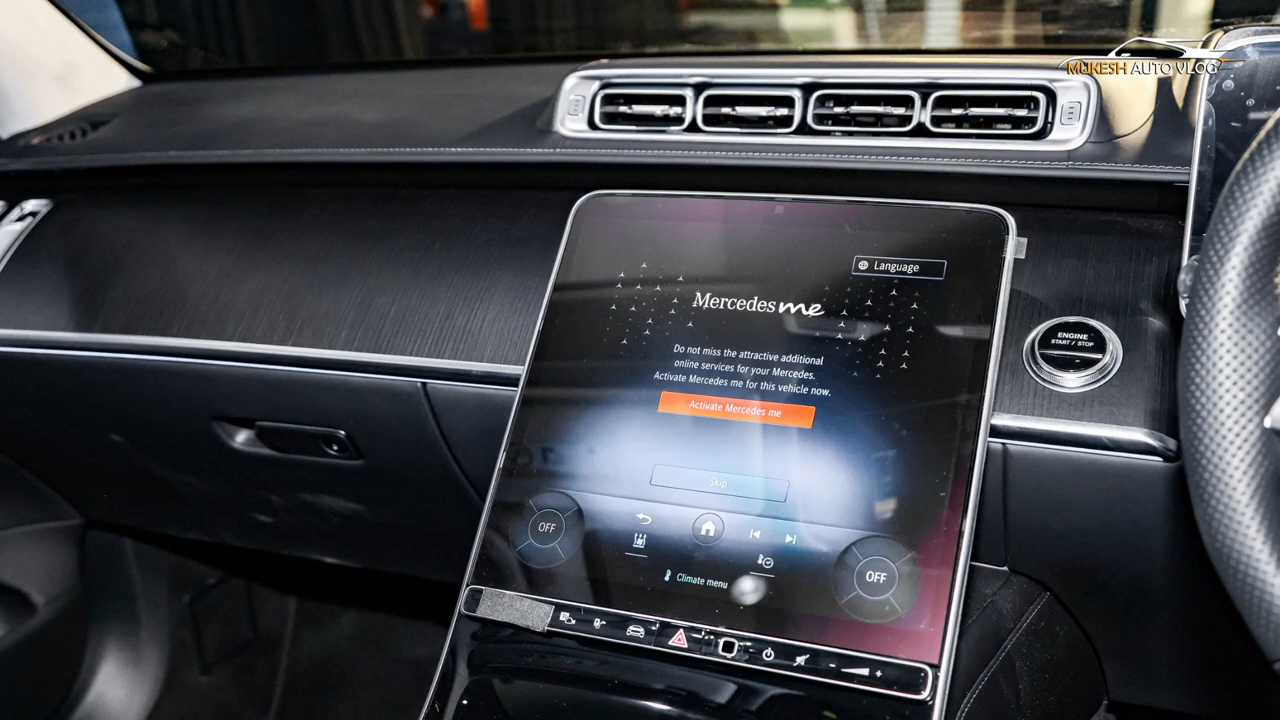 MUKESH AUTO VLOG
Language
Mercedes me
Do not miss the attractive additional
online services for your Mercedes.
Activate Mercedes me for this vehicle now.
Activate Mercedes me
Skip
ENGINE
START / STOP
OFF
OFF
Climate menu